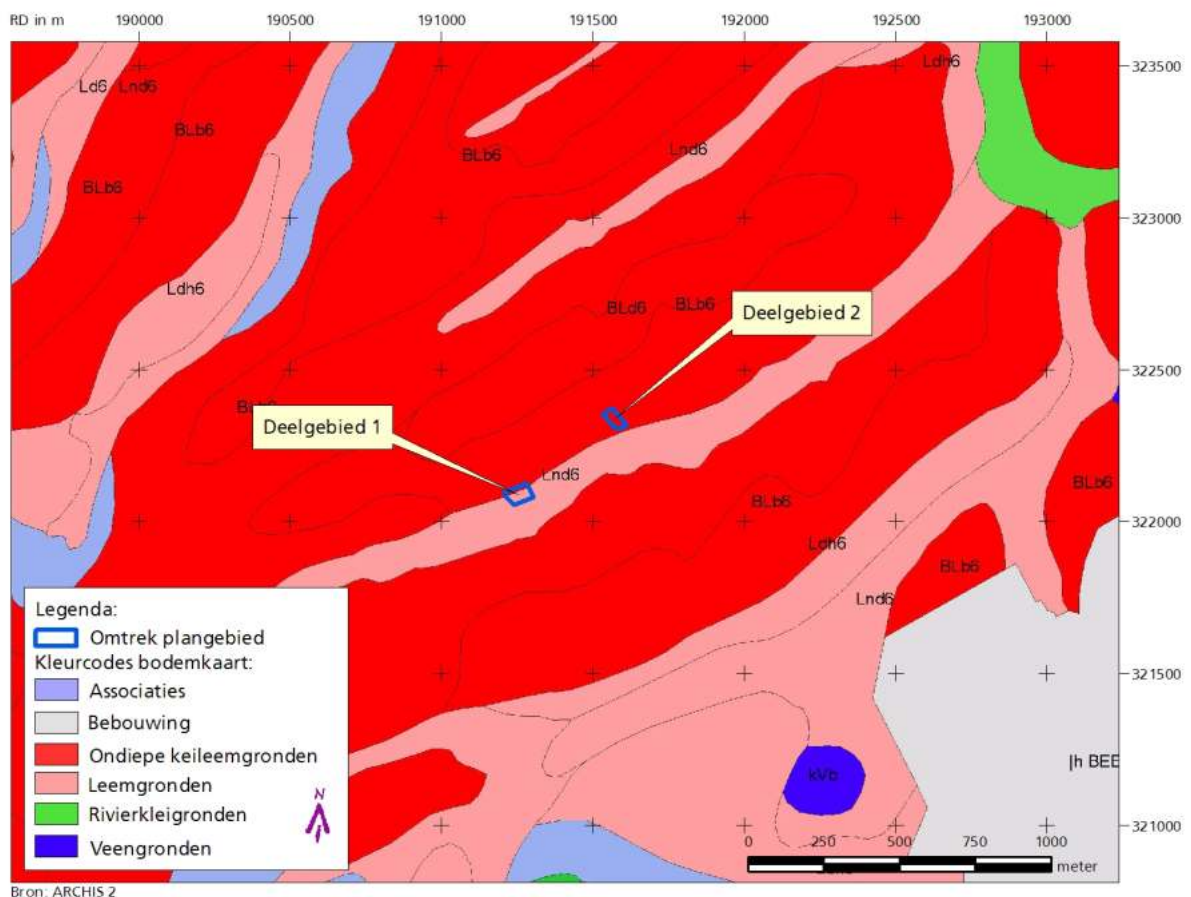 RD in m 190000 190500 191000 191500 192000 192500 193000
323500
323000
322500
322000
321500
321000
Ld6 Lnd6
BLb6
BLb6
Ldh6
BLb6
Lnd6
Ldh6
Ldh6
BLd6 BLb6
Deelgebied 2
Deelgebied 1
Lnd6
BLb6
BLb6
Ldh6
BLb6
Lnd6
kVb
h BEB
Legenda:
Omtrek plangebied
Kleurcodes bodemkaart:
Associaties
Bebouwing
Ondiepe keileemgronden
Leemgronden
Rivierkleigronden
Veengronden
N
0 250 500 750 1000
meter
Bron: ARCHIS 2